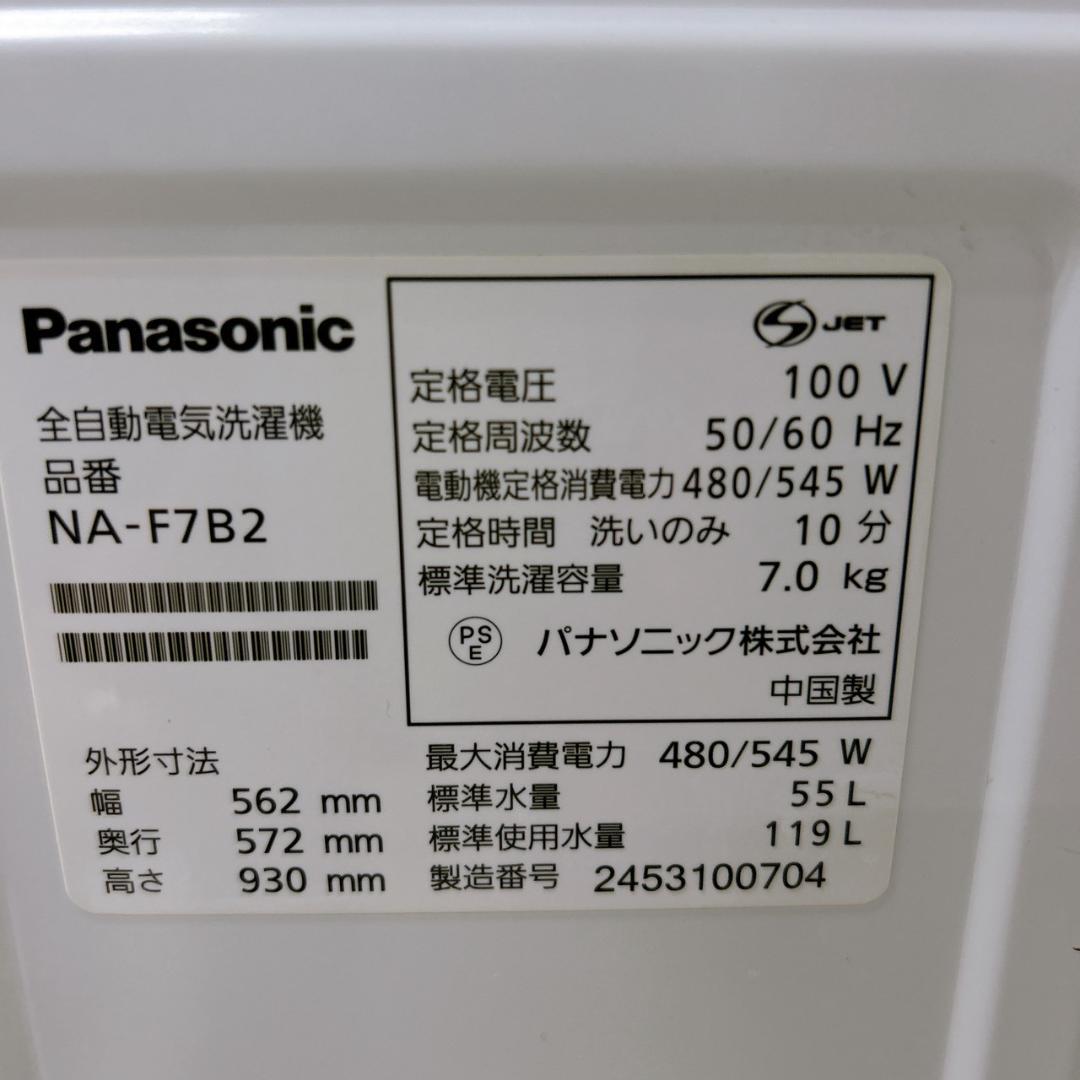 Panasonic
全自動電気洗濯機
品番
NA-F7B2
JET
定格電圧 100 V
定格周波数 50/60 Hz
電動機定格消費電力 480/545 W
定格時間 洗いのみ 10 分
標準洗濯容量 7.0 kg
PSE パナソニック株式会社
中国製
外形寸法
幅 562 mm
奥行 572 mm
高さ 930 mm
最大消費電力 480/545 W
標準水量 55 L
標準使用水量 119 L
製造番号 2453100704